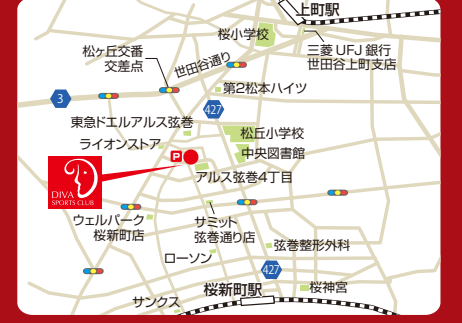 上町駅
桜小学校
松ヶ丘交番
交差点
世田谷通り
三菱UFJ銀行
世田谷上町支店
第2松本ハイツ
3
427
東急ドエルアルス弦巻
ライオンストア
松丘小学校
中央図書館
P
アルス弦巻4丁目
DIVA
SPORTS CLUB
ウェルパーク
桜新町店
サミット
弦巻通り店
ローソン
弦巻整形外科
427
桜新町駅
桜神宮
サンクス